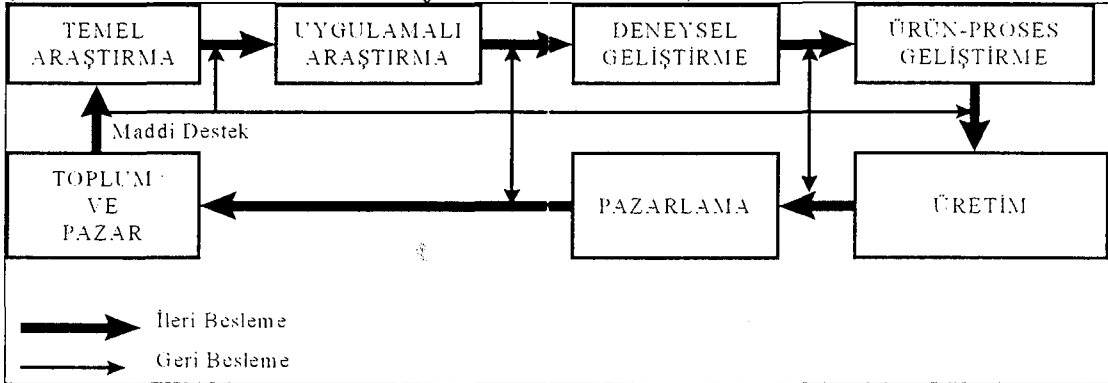 TEMEL
ARAŞTIRMA
UYGULAMALI
ARAŞTIRMA
DENEYSEL
GELİŞTİRME
ÜRÜN-PROSES
GELİŞTİRME
Maddi Destek
TOPLUM
VE
PAZAR
PAZARLAMA
ÜRETİM
İleri Besleme
Geri Besleme